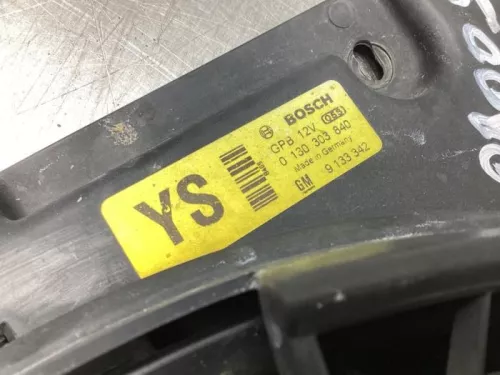 BOSCH
GPB 12V
0 130 303 840
Made in Germany
GM 9 133 342
YS